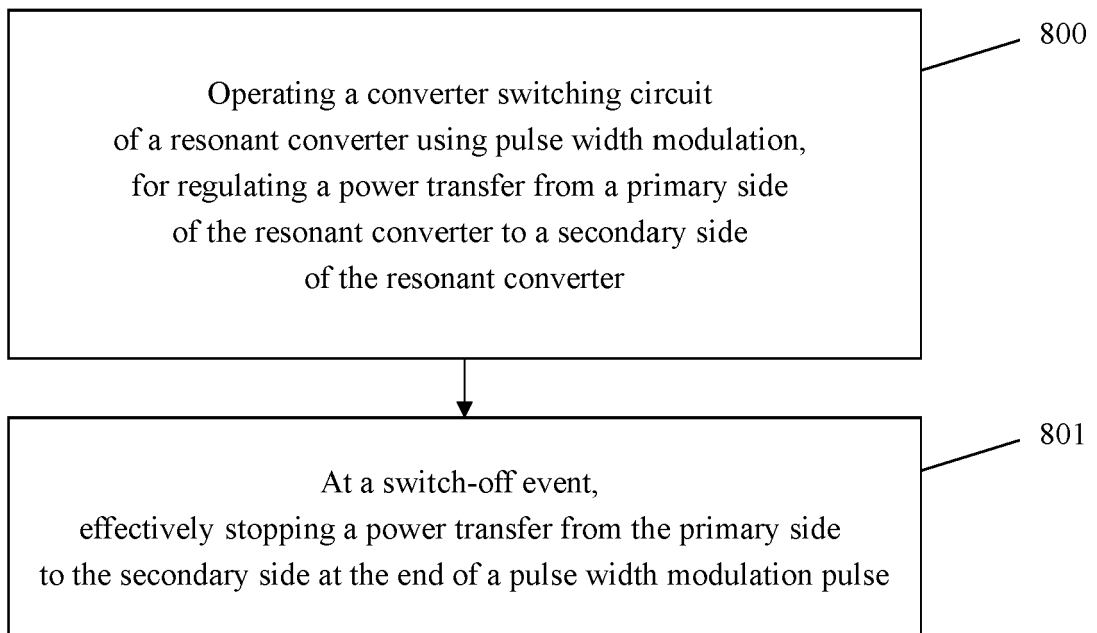 800
Operating a converter switching circuit
of a resonant converter using pulse width modulation,
for regulating a power transfer from a primary side
of the resonant converter to a secondary side
of the resonant converter
801
At a switch-off event,
effectively stopping a power transfer from the primary side
to the secondary side at the end of a pulse width modulation pulse